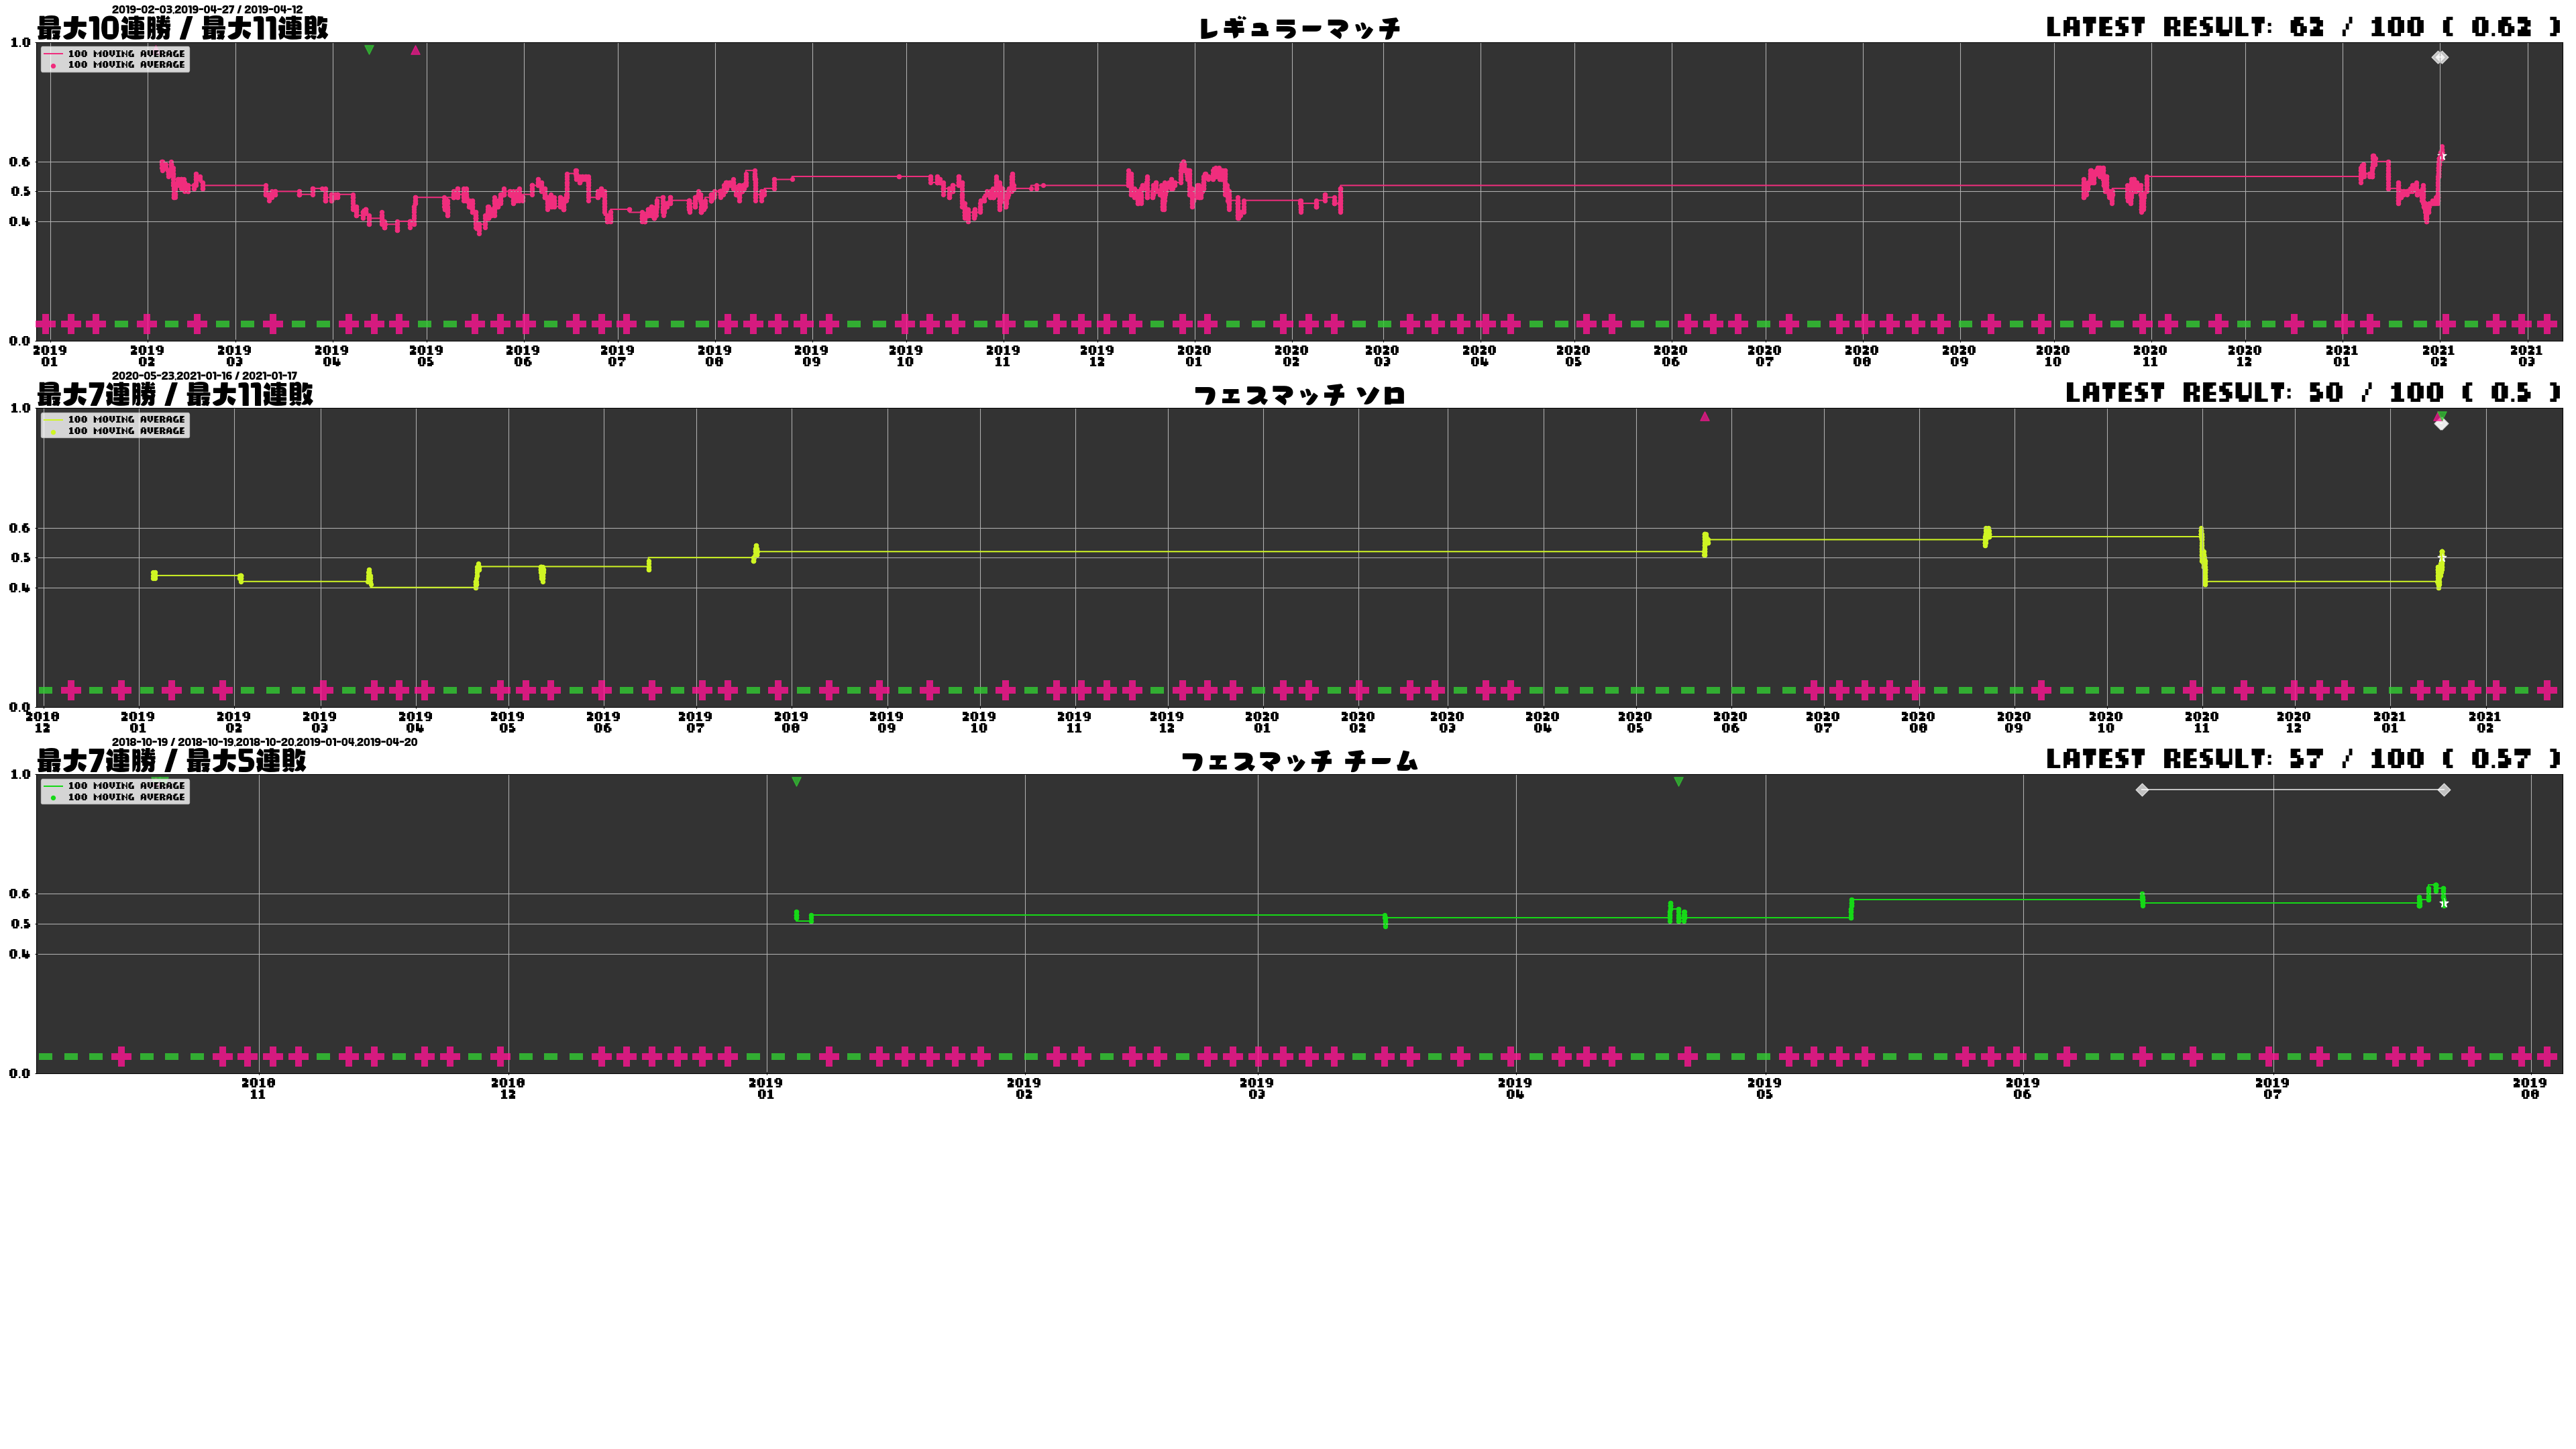 2019-02-03,2019-04-27 / 2019-04-12
最大10連勝 / 最大11連敗
レギュラーマッチ
LATEST RESULT: 62 / 100 ( 0.62 )
1.0
100 MOVING AVERAGE
100 MOVING AVERAGE
0.6
0.5
0.4
0.0
2019 2019 2019 2019 2019 2019 2019 2019 2019 2019 2019 2019 2020 2020 2020 2020 2020 2020 2020 2020 2020 2020 2020 2020 2021 2021 2021
01 02 03 04 05 06 07 08 09 10 11 12 01 02 03 04 05 06 07 08 09 10 11 12 01 02 03
2020-05-23,2021-01-16 / 2021-01-17
最大7連勝 / 最大11連敗
フェスマッチ ソロ
LATEST RESULT: 50 / 100 ( 0.5 )
1.0
100 MOVING AVERAGE
100 MOVING AVERAGE
0.6
0.5
0.4
0.0
2018 2019 2019 2019 2019 2019 2019 2019 2019 2019 2019 2019 2019 2020 2020 2020 2020 2020 2020 2020 2020 2020 2020 2020 2020 2021 2021
12 01 02 03 04 05 06 07 08 09 10 11 12 01 02 03 04 05 06 07 08 09 10 11 12 01 02
2018-10-19 / 2018-10-19,2018-10-20,2019-01-04,2019-04-20
最大7連勝 / 最大5連敗
フェスマッチ チーム
LATEST RESULT: 57 / 100 ( 0.57 )
1.0
100 MOVING AVERAGE
100 MOVING AVERAGE
0.6
0.5
0.4
0.0
2018 2018 2019 2019 2019 2019 2019 2019 2019 2019
11 12 01 02 03 04 05 06 07 08